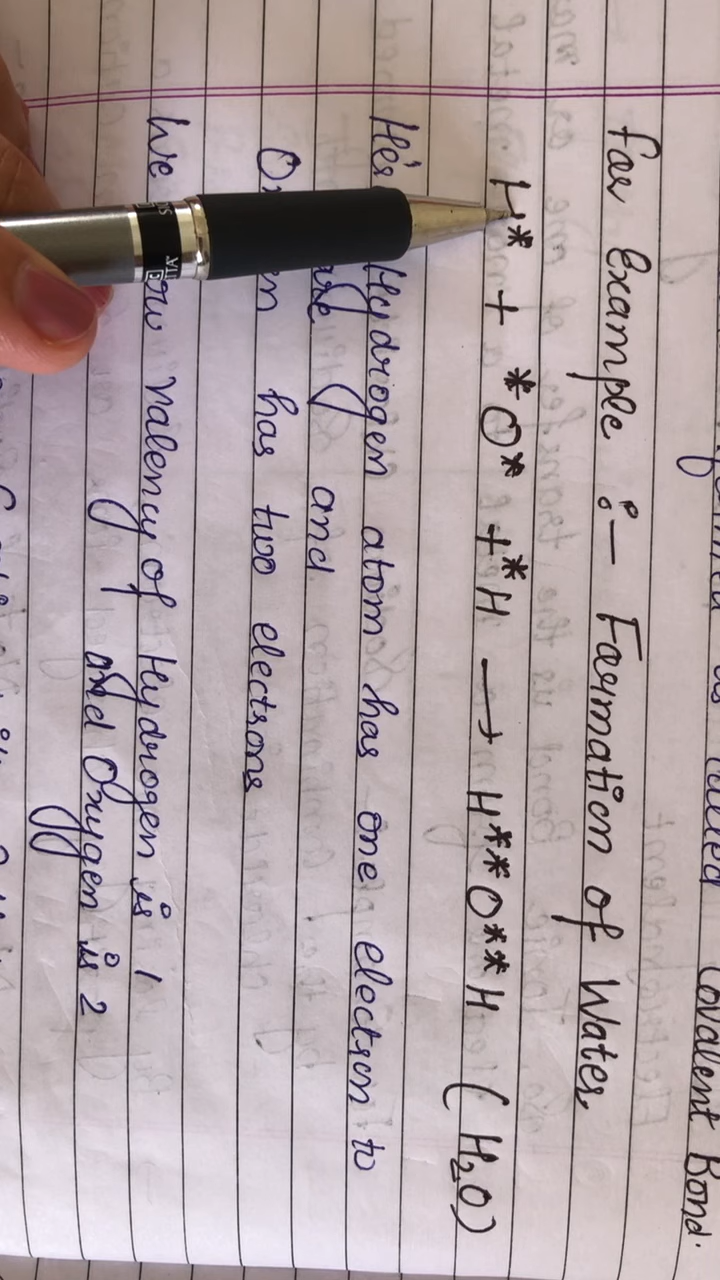 called Covalent Bond.
for Example :- Formation of Water
H* + *O* + *H → H**O**H (H₂O)
Hydrogen atom has one electron to
and
has two electrons
We valency of Hydrogen is 1
and Oxygen is 2